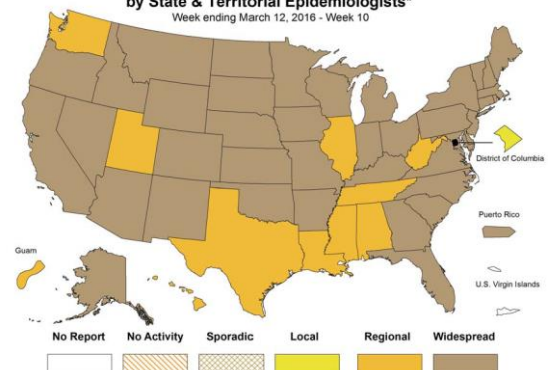 by State & Territorial Epidemiologists*
Week ending March 12, 2016 - Week 10
District of Columbia
Puerto Rico
Guam
U.S. Virgin Islands
No Report No Activity Sporadic Local Regional Widespread